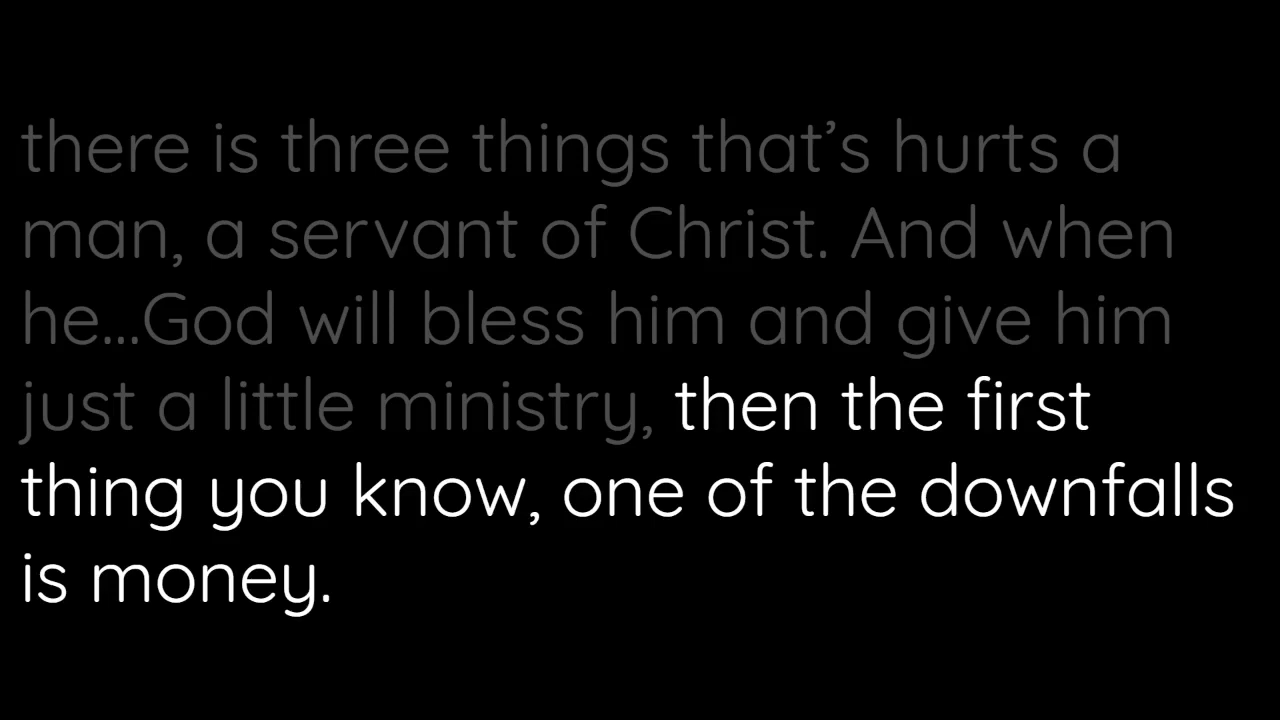 there is three things that’s hurts a
man, a servant of Christ. And when
he...God will bless him and give him
just a little ministry, then the first
thing you know, one of the downfalls
is money.